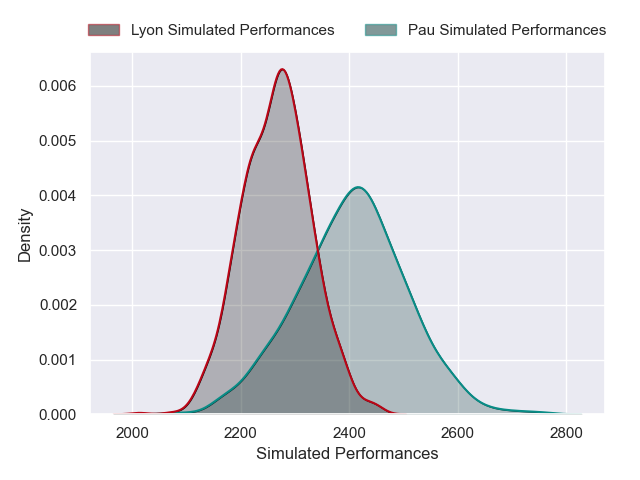 Lyon Simulated Performances Pau Simulated Performances
0.006
0.005
0.004
0.003
0.002
0.001
0.000
Density
2000 2200 2400 2600 2800
Simulated Performances